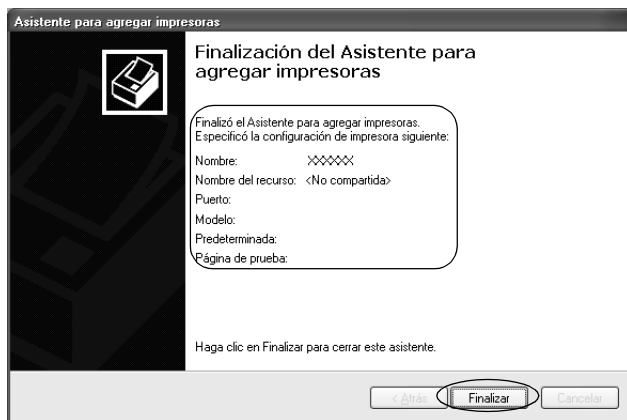 Asistente para agregar impresoras
Finalización del Asistente para
agregar impresoras
Finalizó el Asistente para agregar impresoras.
Especificó la configuración de impresora siguiente:
Nombre: XXXXXX
Nombre del recurso: <No compartida>
Puerto:
Modelo:
Predeterminada:
Página de prueba:
Haga clic en Finalizar para cerrar este asistente.
< Atrás Finalizar Cancelar